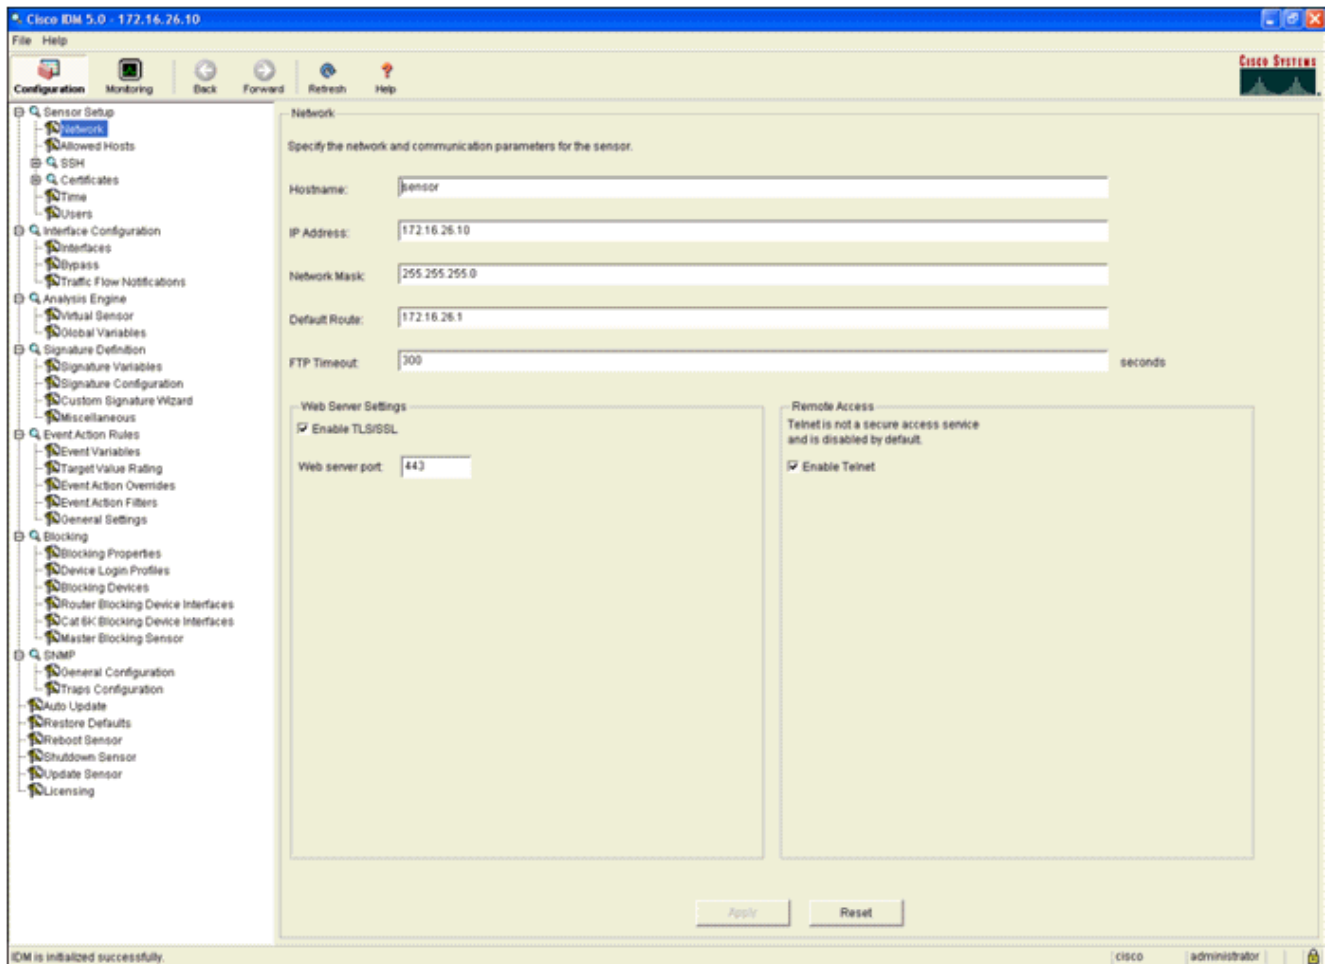 Cisco IDM 5.0 - 172.16.26.10
File Help
Configuration Monitoring Back Forward Refresh Help
CISCO SYSTEMS
Sensor Setup
Network
Allowed Hosts
SSH
Certificates
Time
Users
Interface Configuration
Interfaces
Bypass
Traffic Flow Notifications
Analysis Engine
Virtual Sensor
Global Variables
Signature Definition
Signature Variables
Signature Configuration
Custom Signature Wizard
Miscellaneous
Event Action Rules
Event Variables
Target Value Rating
Event Action Overrides
Event Action Filters
General Settings
Blocking
Blocking Properties
Device Login Profiles
Blocking Devices
Router Blocking Device Interfaces
Cat 6K Blocking Device Interfaces
Master Blocking Sensor
SNMP
General Configuration
Traps Configuration
Auto Update
Restore Defaults
Reboot Sensor
Shutdown Sensor
Update Sensor
Licensing
Network
Specify the network and communication parameters for the sensor.
Hostname: sensor
IP Address: 172.16.26.10
Network Mask: 255.255.255.0
Default Route: 172.16.26.1
FTP Timeout: 300 seconds
Web Server Settings
Enable TLS/SSL
Web server port: 443
Remote Access
Telnet is not a secure access service
and is disabled by default.
Enable Telnet
Apply Reset
IDM is initialized successfully. cisco administrator